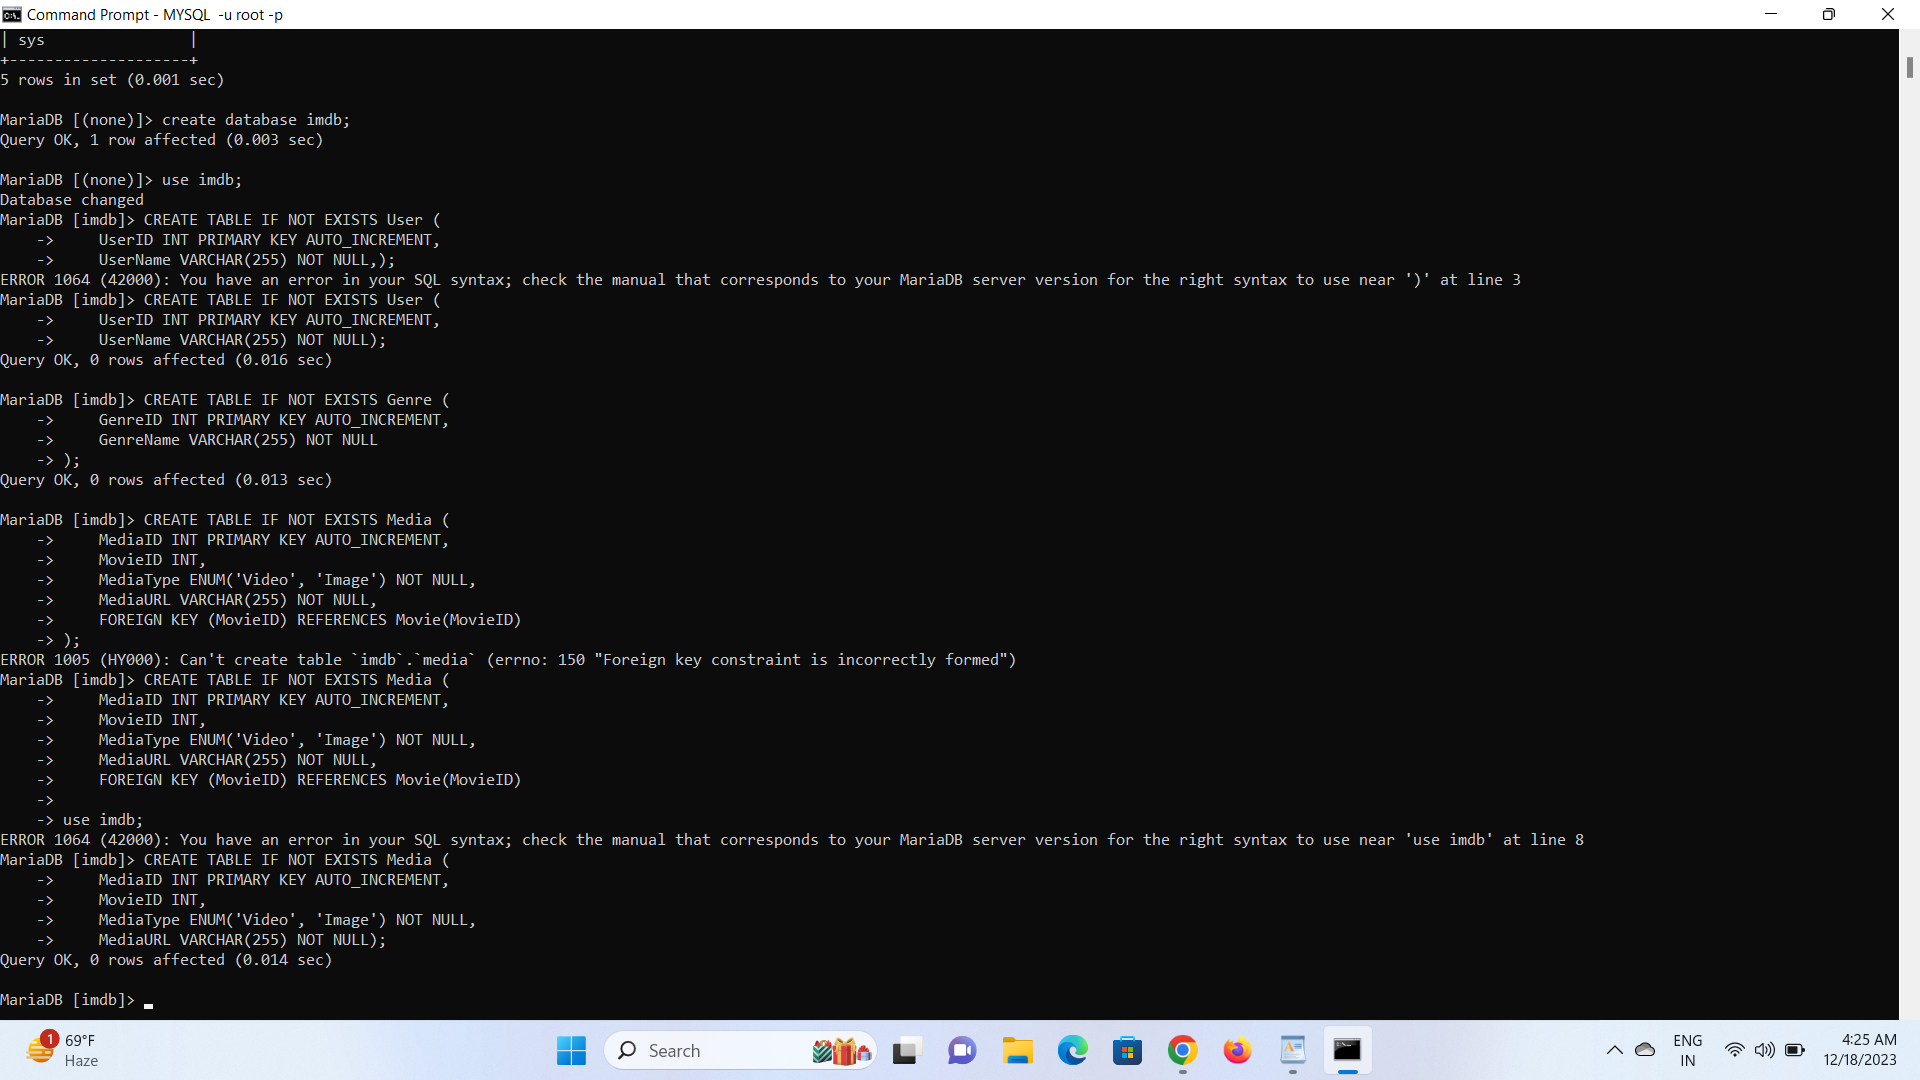 Command Prompt - MYSQL  -u root -p
| sys                |
+--------------------+
5 rows in set (0.001 sec)
MariaDB [(none)]> create database imdb;
Query OK, 1 row affected (0.003 sec)
MariaDB [(none)]> use imdb;
Database changed
MariaDB [imdb]> CREATE TABLE IF NOT EXISTS User (
    ->     UserID INT PRIMARY KEY AUTO_INCREMENT,
    ->     UserName VARCHAR(255) NOT NULL,);
ERROR 1064 (42000): You have an error in your SQL syntax; check the manual that corresponds to your MariaDB server version for the right syntax to use near ')' at line 3
MariaDB [imdb]> CREATE TABLE IF NOT EXISTS User (
    ->     UserID INT PRIMARY KEY AUTO_INCREMENT,
    ->     UserName VARCHAR(255) NOT NULL);
Query OK, 0 rows affected (0.016 sec)
MariaDB [imdb]> CREATE TABLE IF NOT EXISTS Genre (
    ->     GenreID INT PRIMARY KEY AUTO_INCREMENT,
    ->     GenreName VARCHAR(255) NOT NULL
    -> );
Query OK, 0 rows affected (0.013 sec)
MariaDB [imdb]> CREATE TABLE IF NOT EXISTS Media (
    ->     MediaID INT PRIMARY KEY AUTO_INCREMENT,
    ->     MovieID INT,
    ->     MediaType ENUM('Video', 'Image') NOT NULL,
    ->     MediaURL VARCHAR(255) NOT NULL,
    ->     FOREIGN KEY (MovieID) REFERENCES Movie(MovieID)
    -> );
ERROR 1005 (HY000): Can't create table `imdb`.`media` (errno: 150 "Foreign key constraint is incorrectly formed")
MariaDB [imdb]> CREATE TABLE IF NOT EXISTS Media (
    ->     MediaID INT PRIMARY KEY AUTO_INCREMENT,
    ->     MovieID INT,
    ->     MediaType ENUM('Video', 'Image') NOT NULL,
    ->     MediaURL VARCHAR(255) NOT NULL,
    ->     FOREIGN KEY (MovieID) REFERENCES Movie(MovieID)
    ->
    -> use imdb;
ERROR 1064 (42000): You have an error in your SQL syntax; check the manual that corresponds to your MariaDB server version for the right syntax to use near 'use imdb' at line 8
MariaDB [imdb]> CREATE TABLE IF NOT EXISTS Media (
    ->     MediaID INT PRIMARY KEY AUTO_INCREMENT,
    ->     MovieID INT,
    ->     MediaType ENUM('Video', 'Image') NOT NULL,
    ->     MediaURL VARCHAR(255) NOT NULL);
Query OK, 0 rows affected (0.014 sec)
MariaDB [imdb]>
1
69°F
Haze
Search
ENG
IN
4:25 AM
12/18/2023